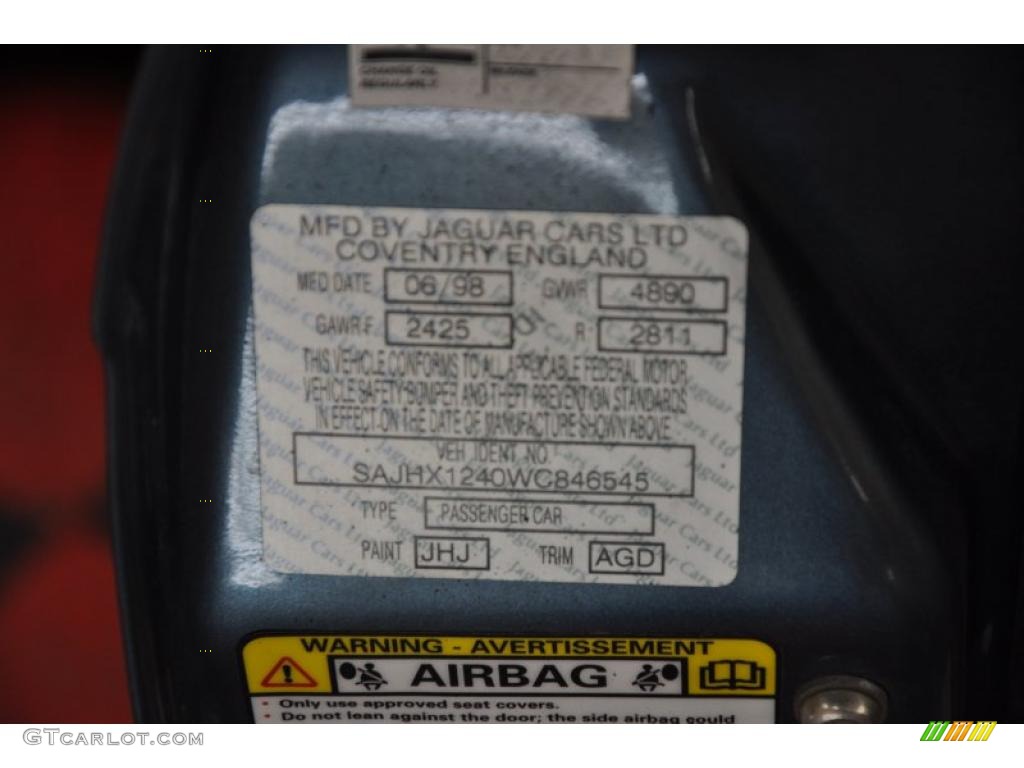 CHANGE OIL
MFD BY JAGUAR CARS LTD
COVENTRY ENGLAND
MFD DATE 06/98 GVWR 4890
GAWR F. 2425 R 2811
THIS VEHICLE CONFORMS TO ALL APPLICABLE FEDERAL MOTOR
VEHICLE SAFETY BUMPER AND THEFT PREVENTION STANDARDS
IN EFFECT ON THE DATE OF MANUFACTURE SHOWN ABOVE.
VEH IDENT NO.
SAJHX1240WC846545
TYPE PASSENGER CAR
PAINT JHJ TRIM AGD
WARNING - AVERTISSEMENT
AIRBAG
• Only use approved seat covers.
• Do not lean against the door; the side airbag could
GTCARLOT.COM